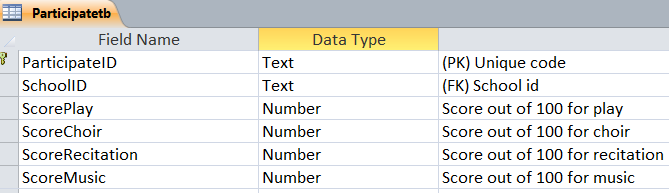 Participatetb
Field Name Data Type
ParticipateID Text (PK) Unique code
SchoolID Text (FK) School id
ScorePlay Number Score out of 100 for play
ScoreChoir Number Score out of 100 for choir
ScoreRecitation Number Score out of 100 for recitation
ScoreMusic Number Score out of 100 for music